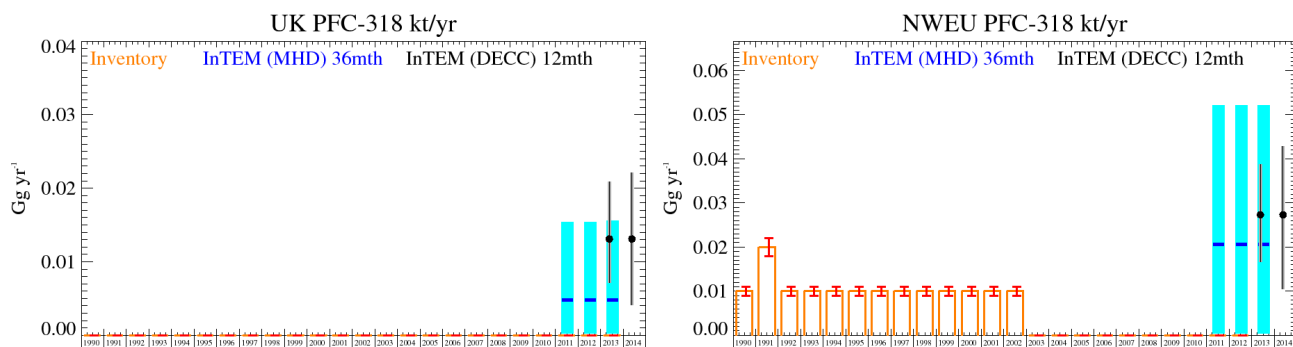 UK PFC-318 kt/yr
Inventory InTEM (MHD) 36mth InTEM (DECC) 12mth
0.04
0.03
0.02
0.01
0.00
Gg yr-1
1990 1991 1992 1993 1994 1995 1996 1997 1998 1999 2000 2001 2002 2003 2004 2005 2006 2007 2008 2009 2010 2011 2012 2013 2014
NWEU PFC-318 kt/yr
Inventory InTEM (MHD) 36mth InTEM (DECC) 12mth
0.06
0.05
0.04
0.03
0.02
0.01
0.00
Gg yr-1
1990 1991 1992 1993 1994 1995 1996 1997 1998 1999 2000 2001 2002 2003 2004 2005 2006 2007 2008 2009 2010 2011 2012 2013 2014